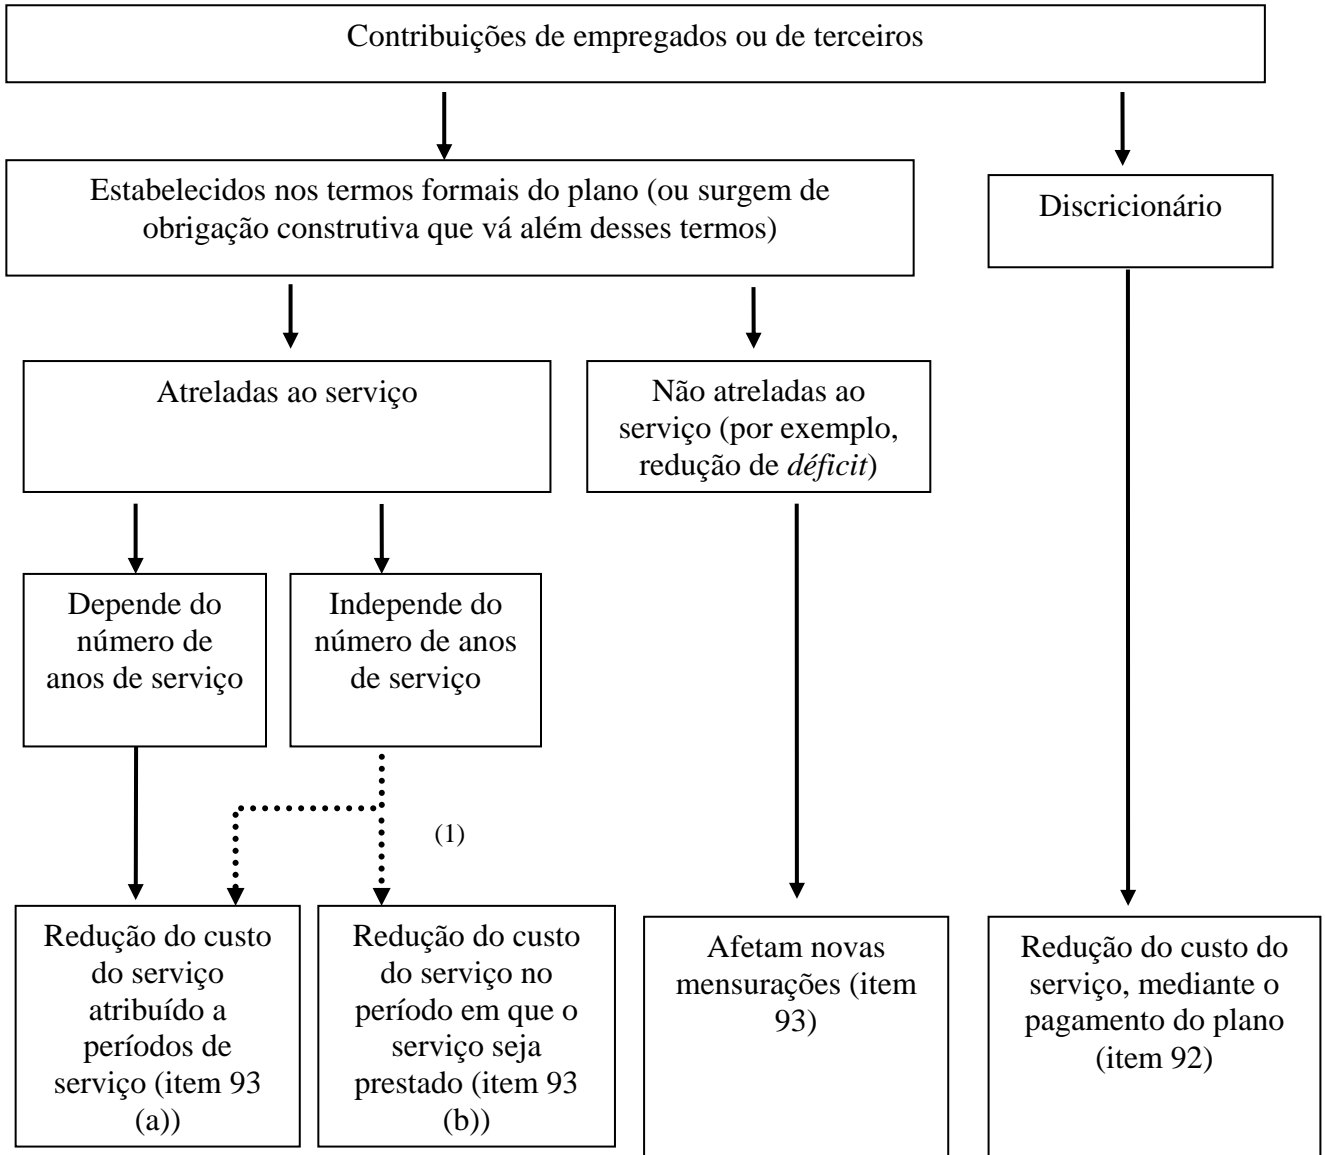 Contribuições de empregados ou de terceiros
Estabelecidos nos termos formais do plano (ou surgem de
obrigação construtiva que vá além desses termos)
Discricionário
Atreladas ao serviço
Não atreladas ao
serviço (por exemplo,
redução de déficit)
Depende do
número de
anos de serviço
Independe do
número de anos
de serviço
(1)
Redução do custo
do serviço
atribuído a
períodos de
serviço (item 93
(a))
Redução do custo
do serviço no
período em que o
serviço seja
prestado (item 93
(b))
Afetam novas
mensurações (item
93)
Redução do custo do
serviço, mediante o
pagamento do plano
(item 92)